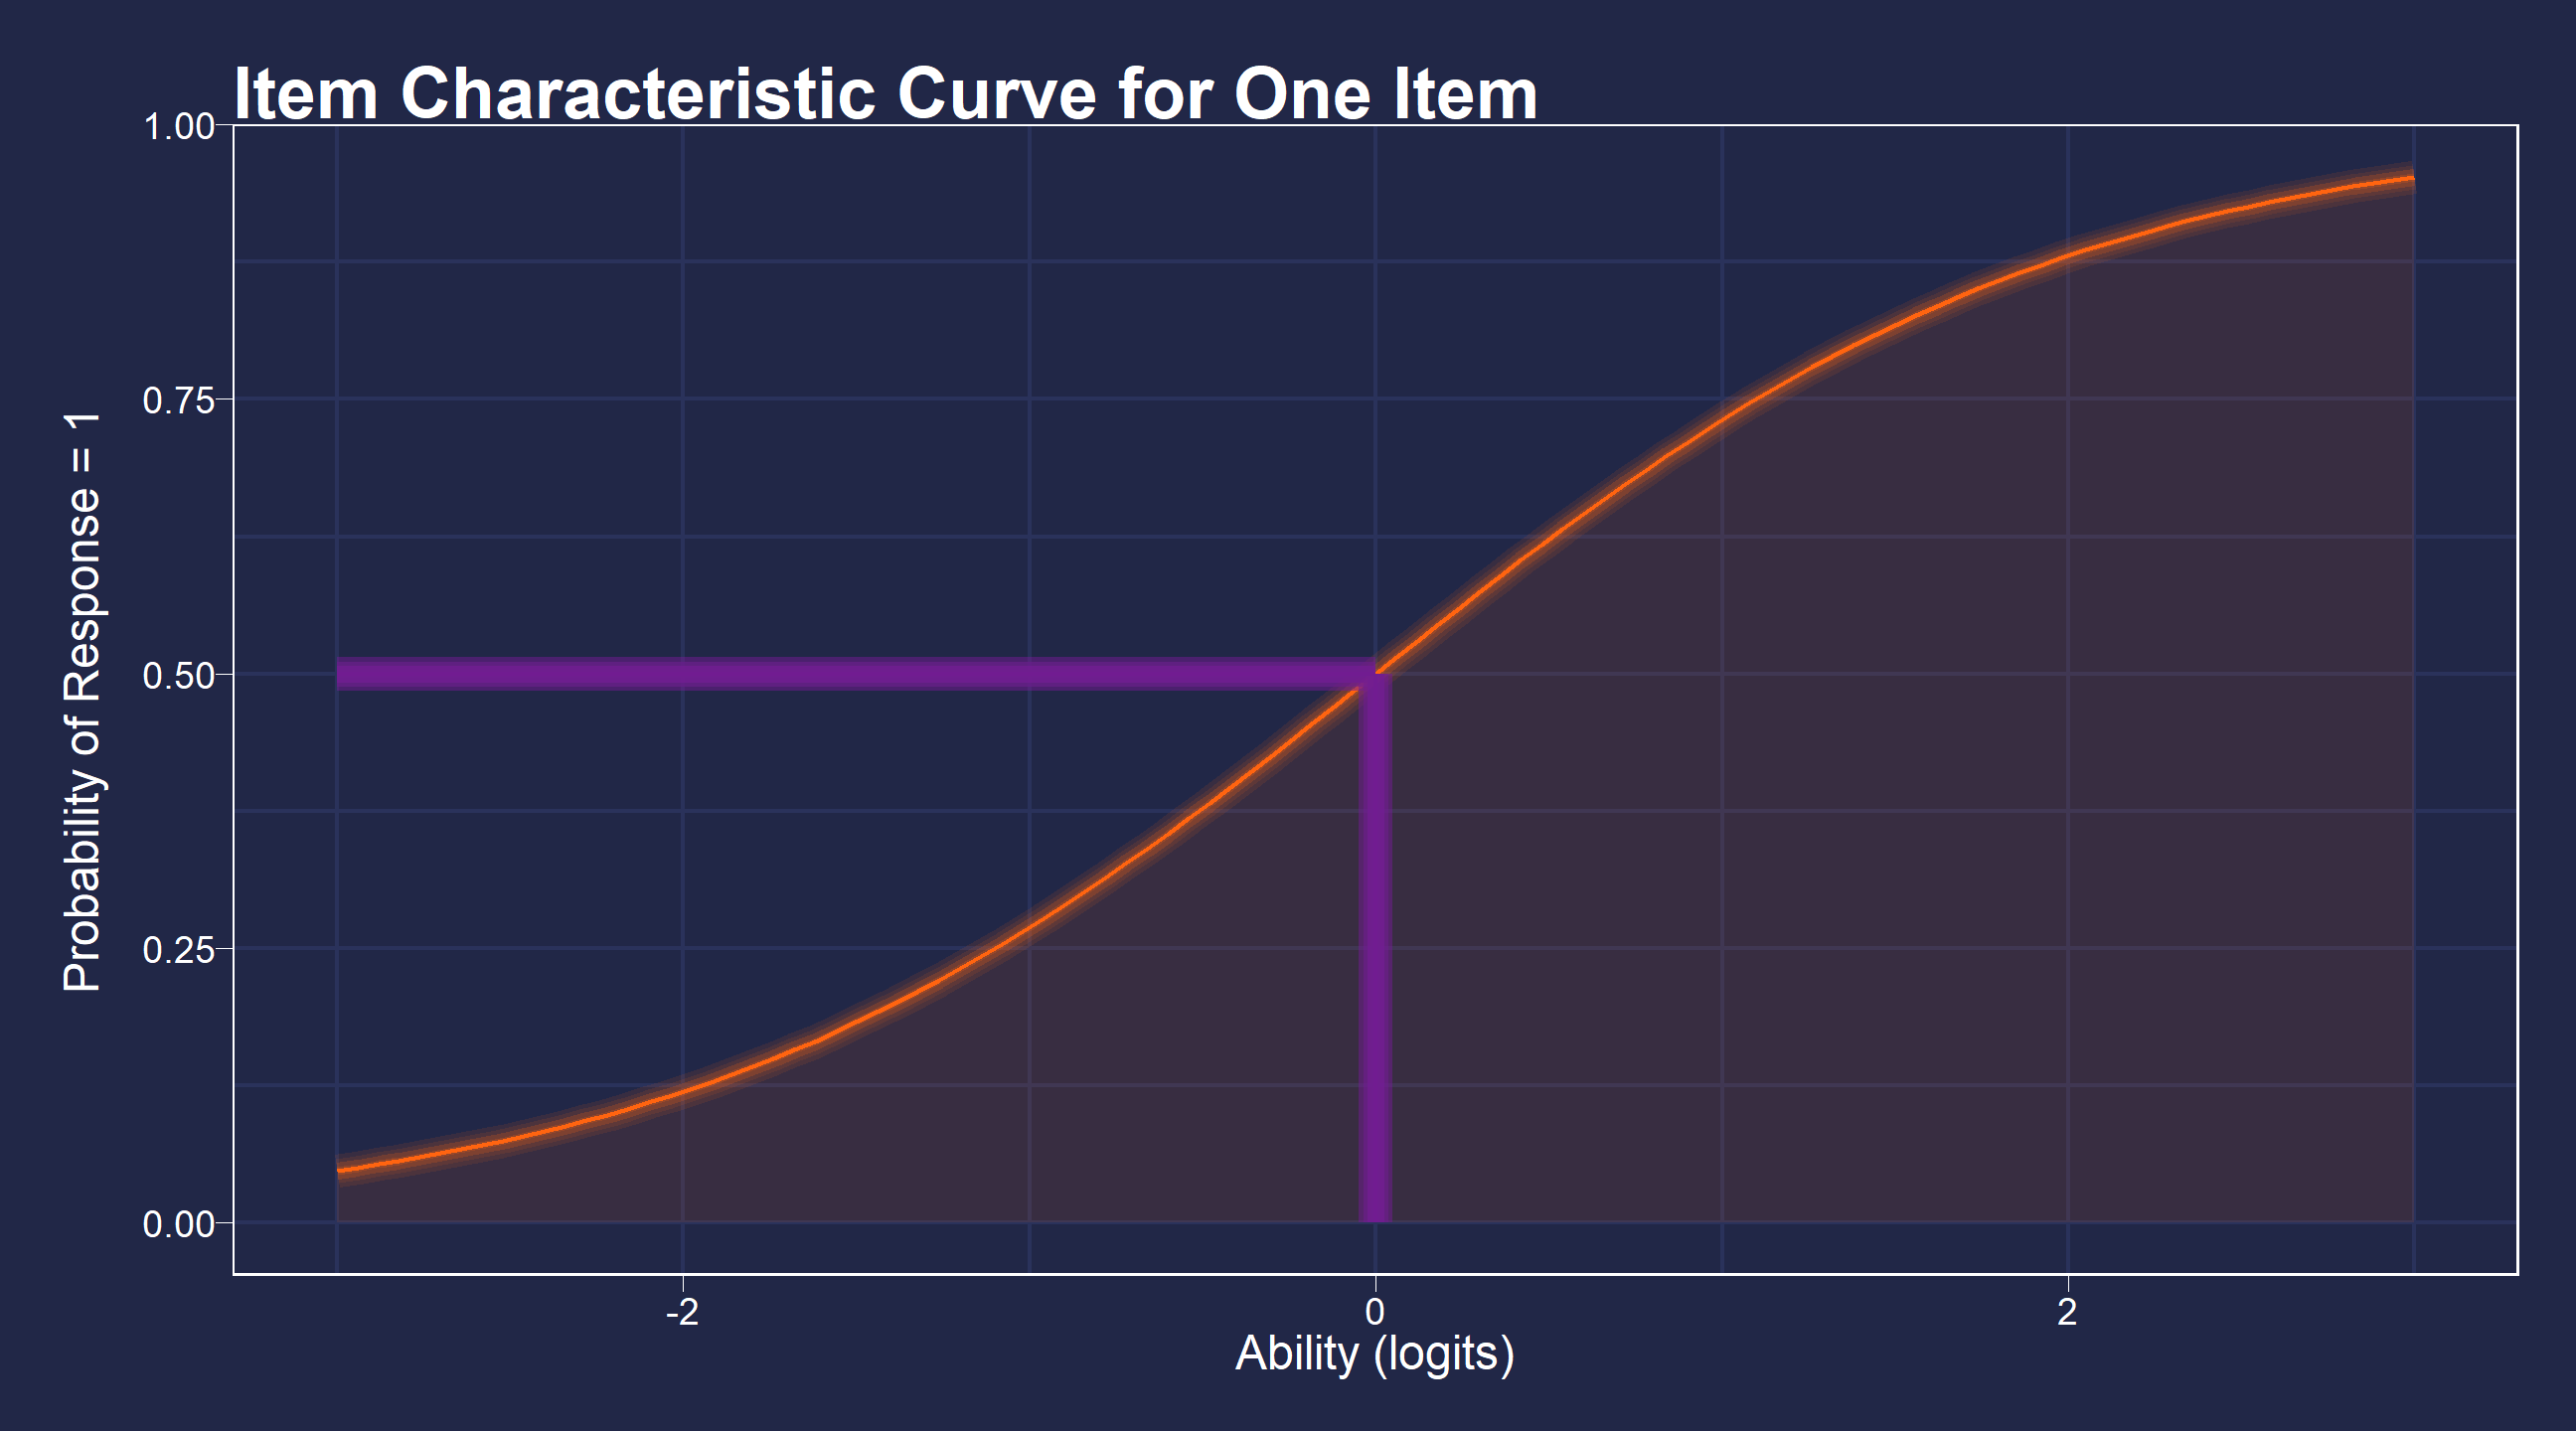 Item Characteristic Curve for One Item
1.00
0.75
0.50
0.25
0.00
Probability of Response = 1
-2
0
2
Ability (logits)